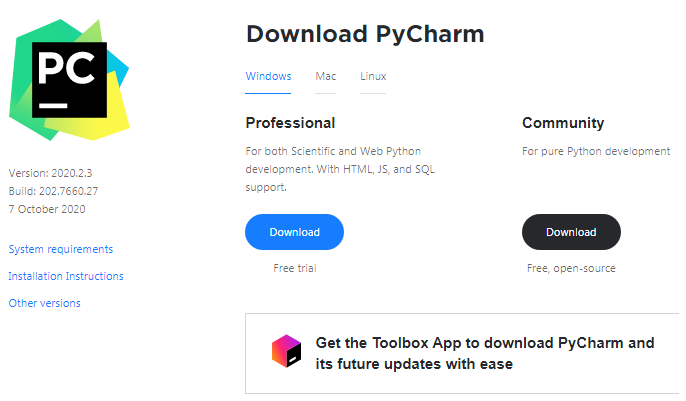 PC
Version: 2020.2.3
Build: 202.7660.27
7 October 2020
System requirements
Installation Instructions
Other versions
Download PyCharm
Windows
Mac
Linux
Professional
For both Scientific and Web Python
development. With HTML, JS, and SQL
support.
Download
Free trial
Community
For pure Python development
Download
Free, open-source
Get the Toolbox App to download PyCharm and
its future updates with ease